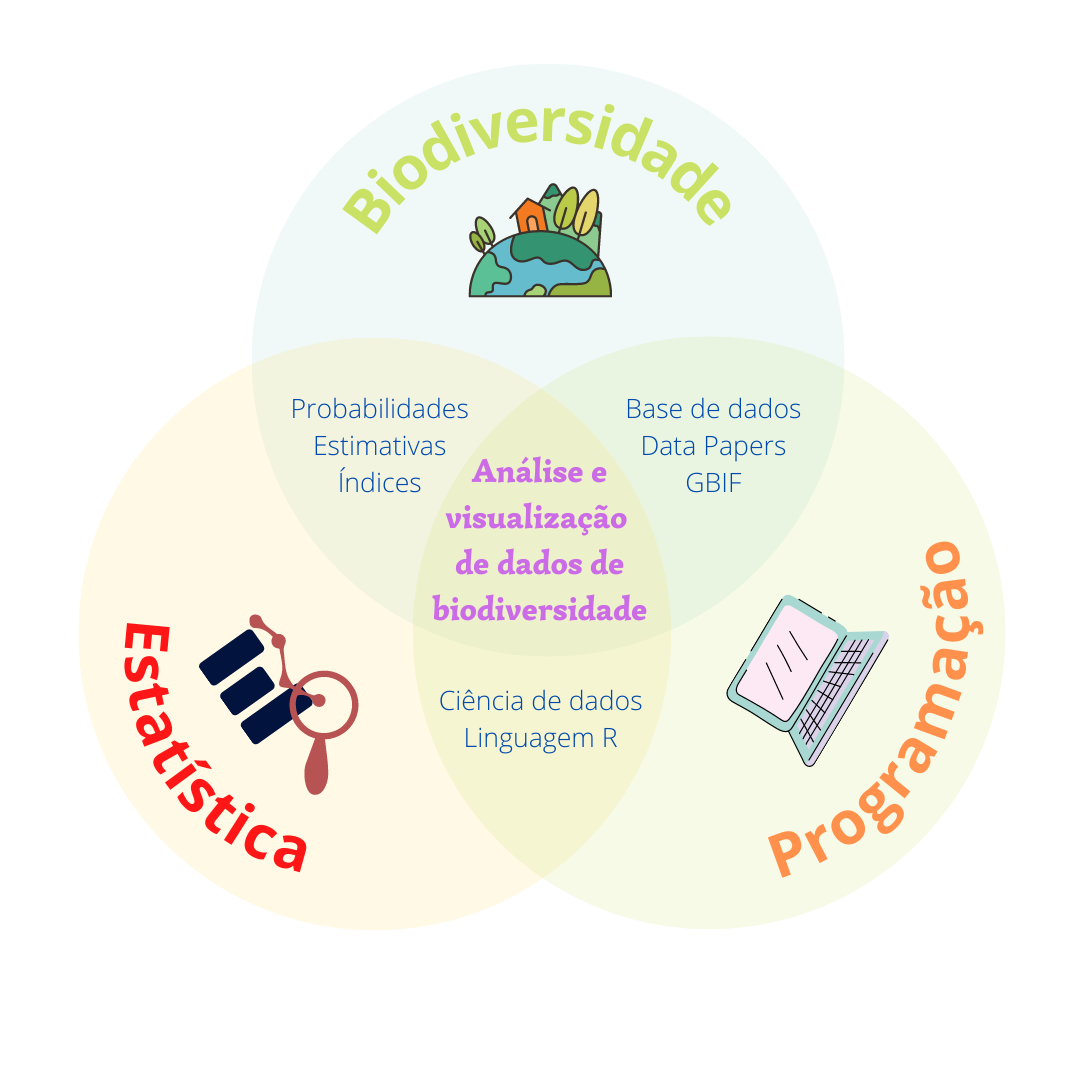 Biodiversidade
Probabilidades
Estimativas
Índices
Base de dados
Data Papers
GBIF
Análise e
visualização
de dados de
biodiversidade
Estatística
Programação
Ciência de dados
Linguagem R